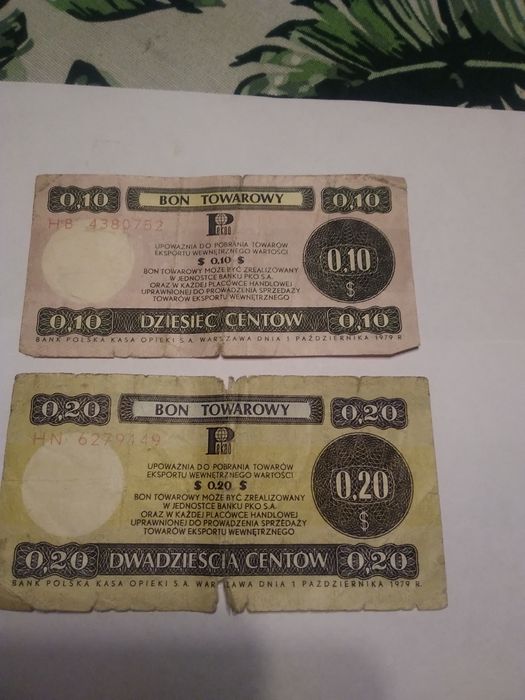 0,10 BON TOWAROWY 0,10
HB 4380752
P
PEKAO
UPOWAŻNIA DO POBRANIA TOWARÓW
EKSPORTU WEWNĘTRZNEGO WARTOŚCI
$ 0.10 $
BON TOWAROWY MOŻE BYĆ ZREALIZOWANY
W JEDNOSTCE BANKU PKO S.A.
ORAZ W KAŻDEJ PLACÓWCE HANDLOWEJ
UPRAWNIONEJ DO PROWADZENIA SPRZEDAŻY
TOWARÓW EKSPORTU WEWNĘTRZNEGO
0,10
$
0,10 DZIESIĘĆ CENTÓW 0,10
BANK POLSKA KASA OPIEKI S.A. WARSZAWA DNIA 1 PAŹDZIERNIKA 1979 R.
0,20 BON TOWAROWY 0,20
HN 6279449
P
PEKAO
UPOWAŻNIA DO POBRANIA TOWARÓW
EKSPORTU WEWNĘTRZNEGO WARTOŚCI
$ 0.20 $
BON TOWAROWY MOŻE BYĆ ZREALIZOWANY
W JEDNOSTCE BANKU PKO S.A.
ORAZ W KAŻDEJ PLACÓWCE HANDLOWEJ
UPRAWNIONEJ DO PROWADZENIA SPRZEDAŻY
TOWARÓW EKSPORTU WEWNĘTRZNEGO
0,20
$
0,20 DWADZIEŚCIA CENTÓW 0,20
BANK POLSKA KASA OPIEKI S.A. WARSZAWA DNIA 1 PAŹDZIERNIKA 1979 R.